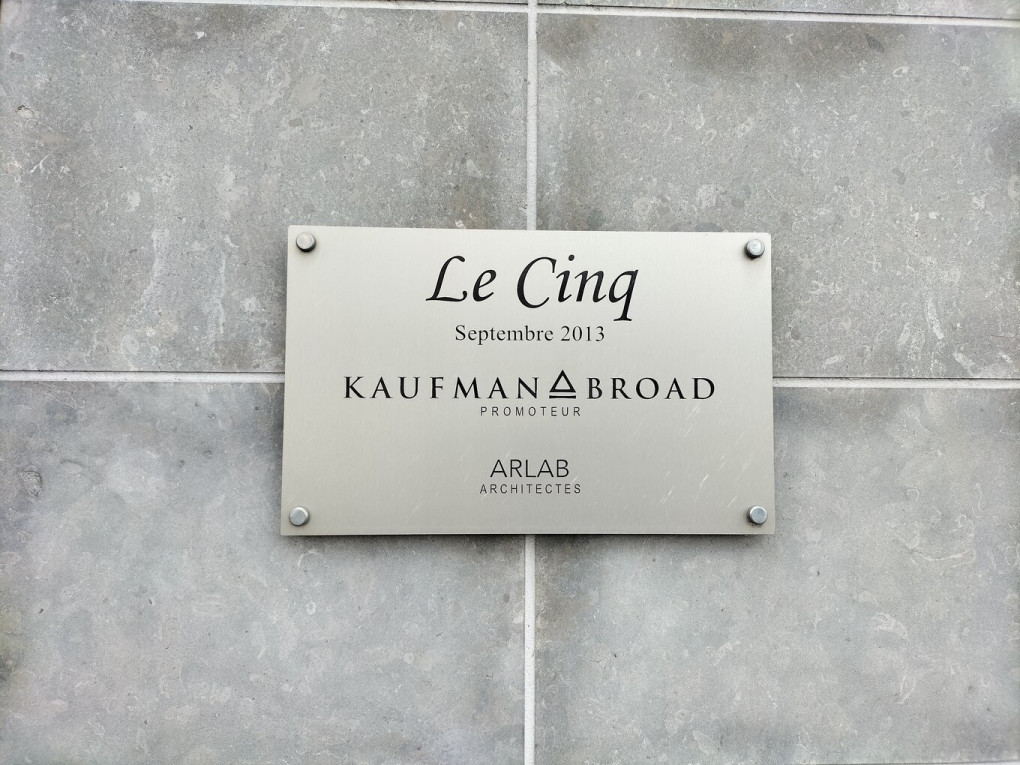 Le Cinq
Septembre 2013
KAUFMAN BROAD
PROMOTEUR
ARLAB
ARCHITECTES